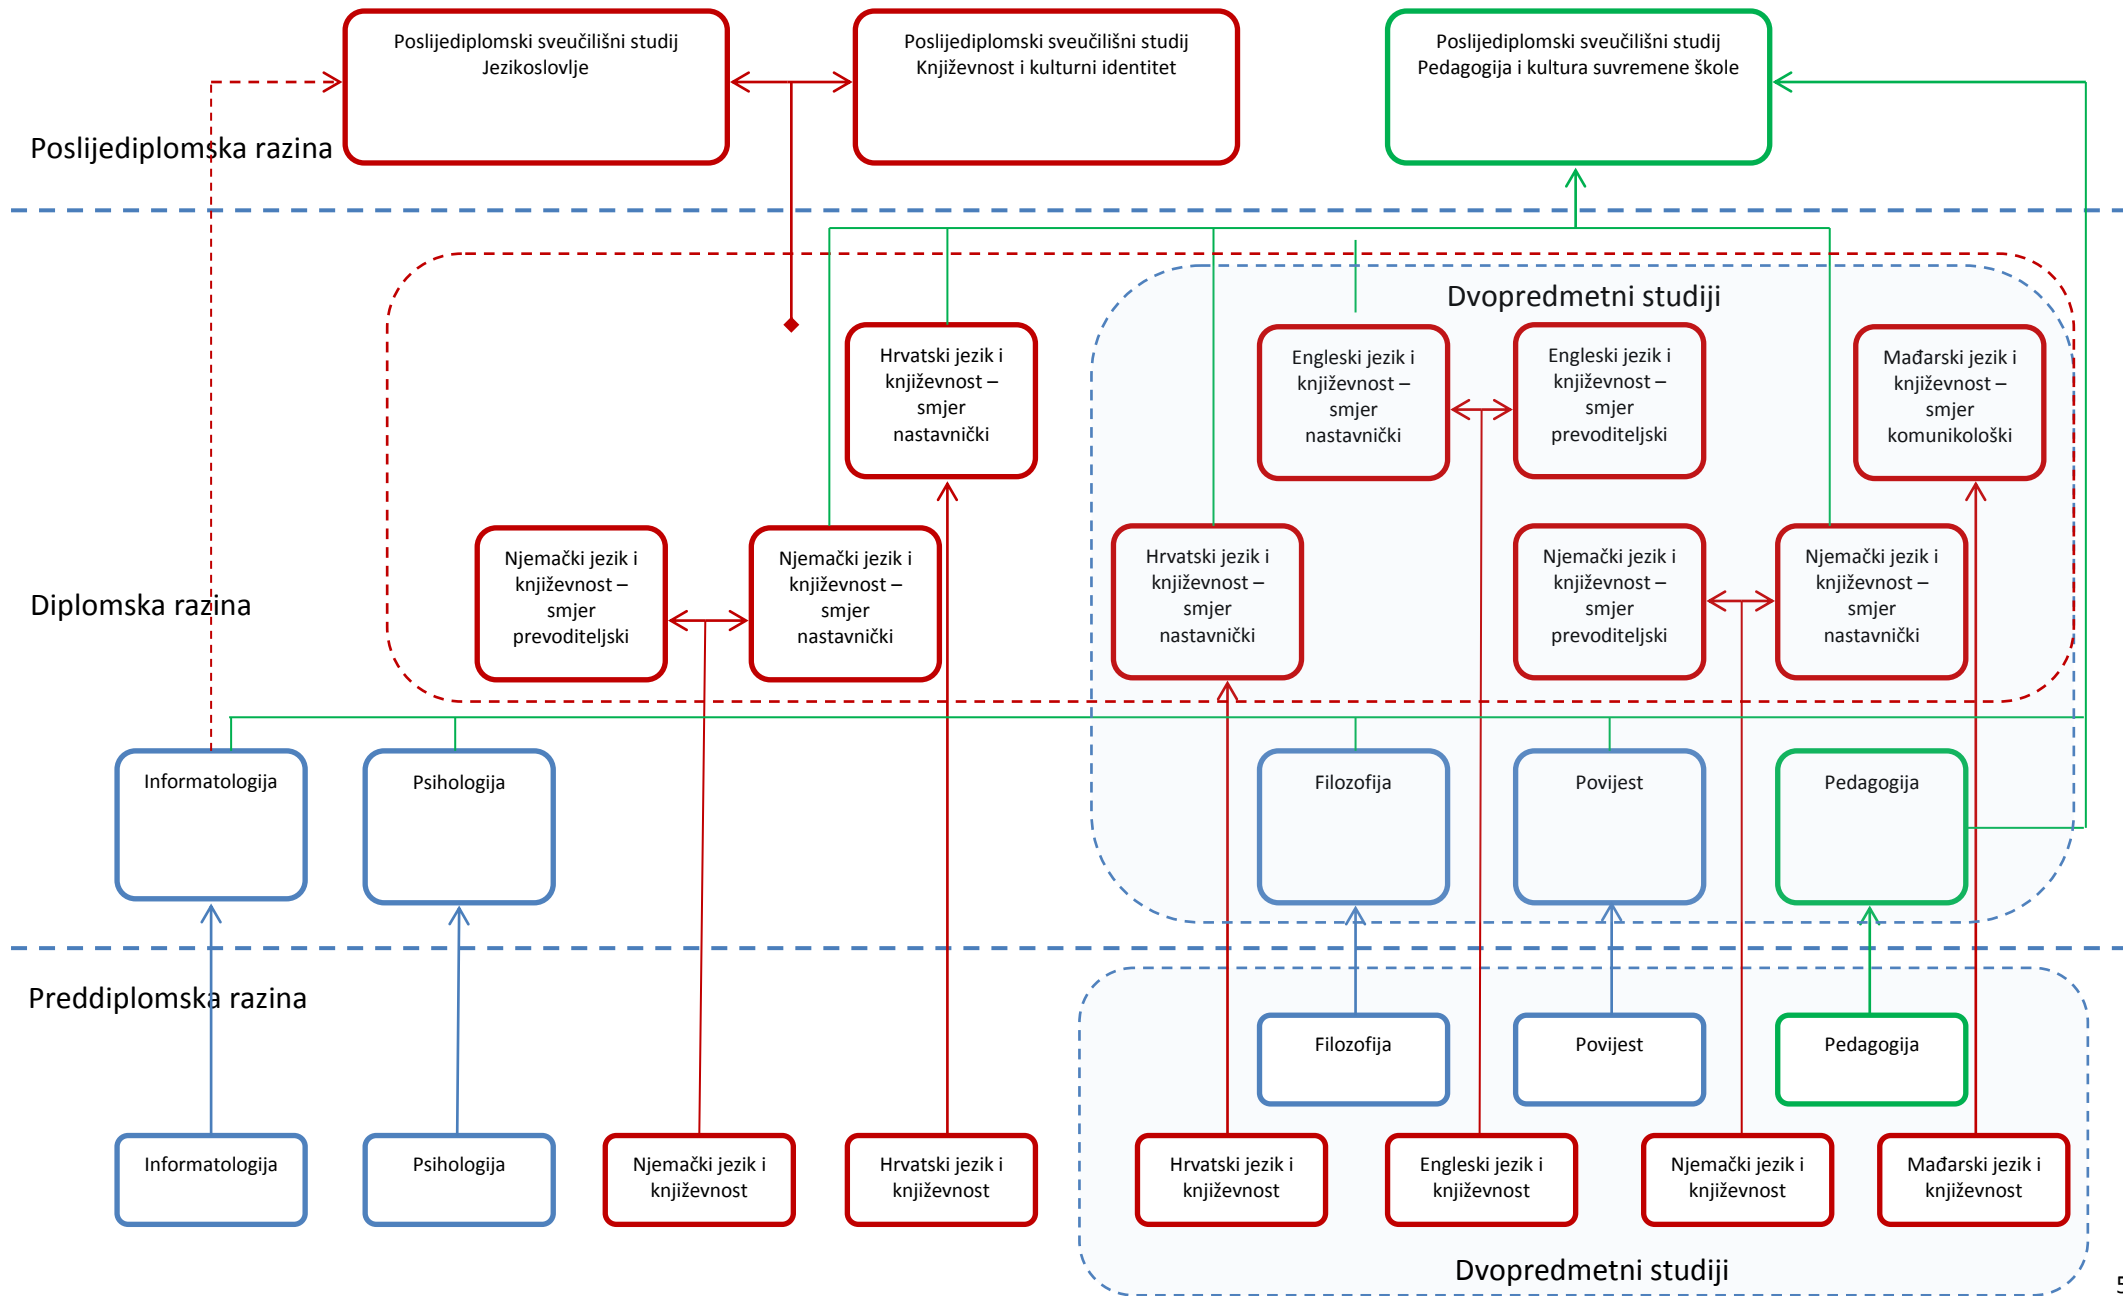 Poslijediplomski sveučilišni studij
Jezikoslovlje
Poslijediplomski sveučilišni studij
Književnost i kulturni identitet
Poslijediplomski sveučilišni studij
Pedagogija i kultura suvremene škole
Poslijediplomska razina
Dvopredmetni studiji
Hrvatski jezik i
književnost –
smjer
nastavnički
Engleski jezik i
književnost –
smjer
nastavnički
Engleski jezik i
književnost –
smjer
prevoditeljski
Mađarski jezik i
književnost –
smjer
komunikološki
Diplomska razina
Njemački jezik i
književnost –
smjer
prevoditeljski
Njemački jezik i
književnost –
smjer
nastavnički
Hrvatski jezik i
književnost –
smjer
nastavnički
Njemački jezik i
književnost –
smjer
prevoditeljski
Njemački jezik i
književnost –
smjer
nastavnički
Informatologija
Psihologija
Filozofija
Povijest
Pedagogija
Preddiplomska razina
Filozofija
Povijest
Pedagogija
Informatologija
Psihologija
Njemački jezik i
književnost
Hrvatski jezik i
književnost
Hrvatski jezik i
književnost
Engleski jezik i
književnost
Njemački jezik i
književnost
Mađarski jezik i
književnost
Dvopredmetni studiji